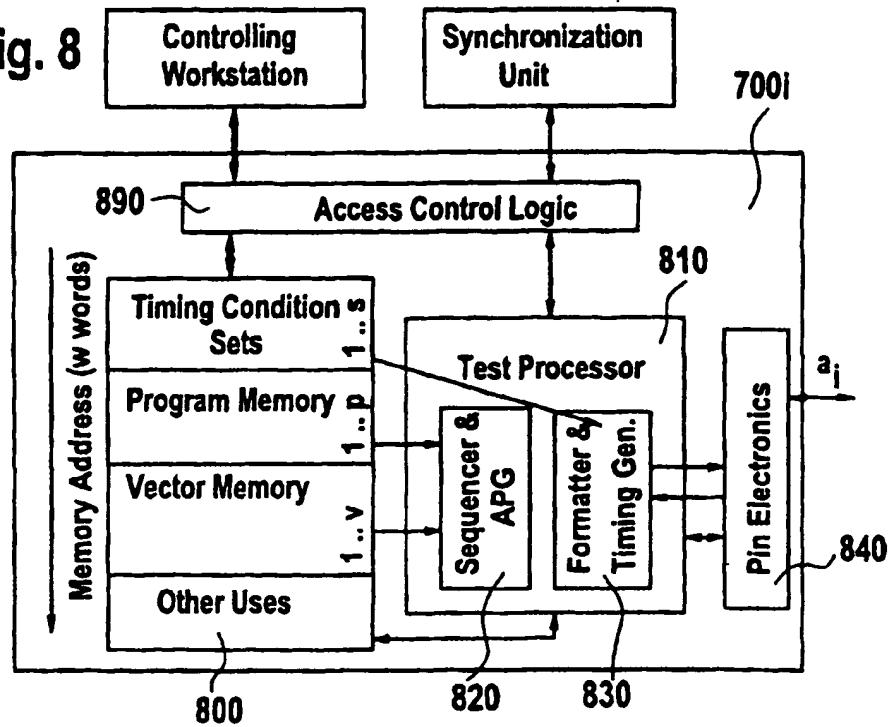 ig. 8
Controlling
Workstation
Synchronization
Unit
700i
890
Access Control Logic
Memory Address (w words)
Timing Condition
Sets
1 .. s
Program Memory
1 .. p
Vector Memory
1 .. v
Other Uses
800
810
Test Processor
Sequencer &
APG
820
Formatter &
Timing Gen.
830
Pin Electronics
840
ai